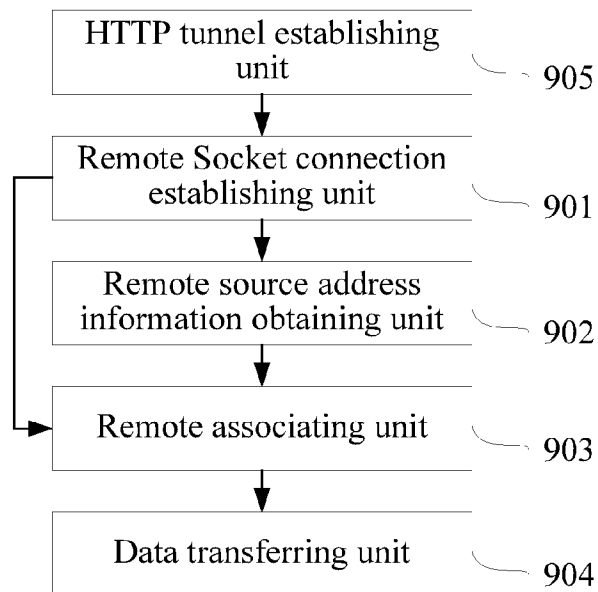 HTTP tunnel establishing
unit
905
Remote Socket connection
establishing unit
901
Remote source address
information obtaining unit
902
Remote associating unit
903
Data transferring unit
904